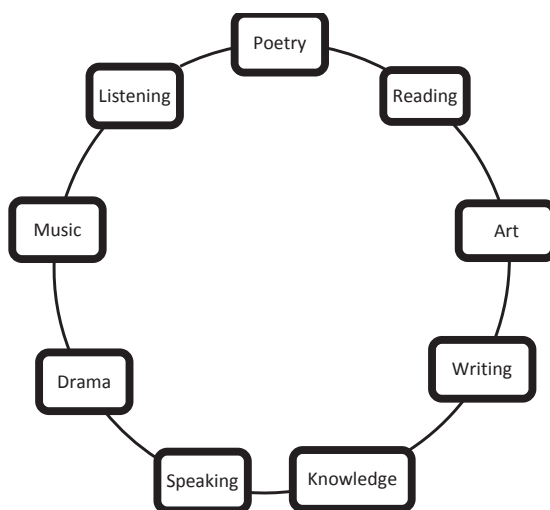 Poetry
Reading
Art
Writing
Knowledge
Speaking
Drama
Music
Listening